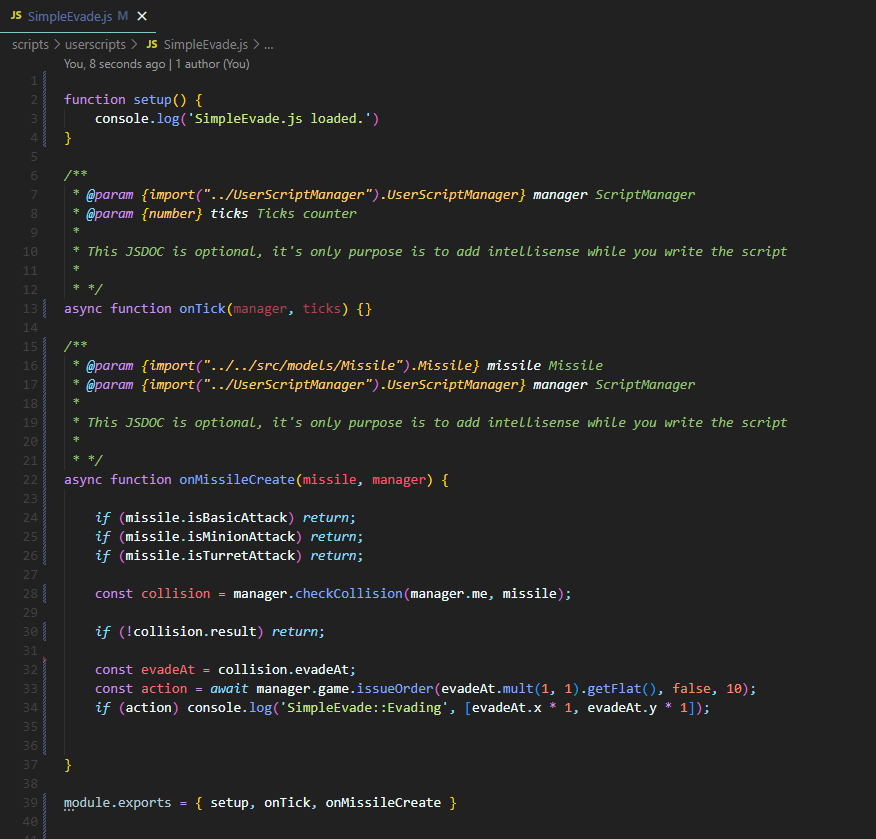 JS SimpleEvade.js M ×
scripts > userscripts > JS SimpleEvade.js > ...
You, 8 seconds ago | 1 author (You)
1
2 function setup() {
3     console.log('SimpleEvade.js loaded.')
4 }
5
6 /**
7  * @param {import("../UserScriptManager").UserScriptManager} manager ScriptManager
8  * @param {number} ticks Ticks counter
9  *
10  * This JSDOC is optional, it's only purpose is to add intellisense while you write the script
11  *
12  * */
13 async function onTick(manager, ticks) {}
14
15 /**
16  * @param {import("../../src/models/Missile").Missile} missile Missile
17  * @param {import("../UserScriptManager").UserScriptManager} manager ScriptManager
18  *
19  * This JSDOC is optional, it's only purpose is to add intellisense while you write the script
20  *
21  * */
22 async function onMissileCreate(missile, manager) {
23
24     if (missile.isBasicAttack) return;
25     if (missile.isMinionAttack) return;
26     if (missile.isTurretAttack) return;
27
28     const collision = manager.checkCollision(manager.me, missile);
29
30     if (!collision.result) return;
31
32     const evadeAt = collision.evadeAt;
33     const action = await manager.game.issueOrder(evadeAt.mult(1, 1).getFlat(), false, 10);
34     if (action) console.log('SimpleEvade::Evading', [evadeAt.x * 1, evadeAt.y * 1]);
35
36
37 }
38
39 module.exports = { setup, onTick, onMissileCreate }
40